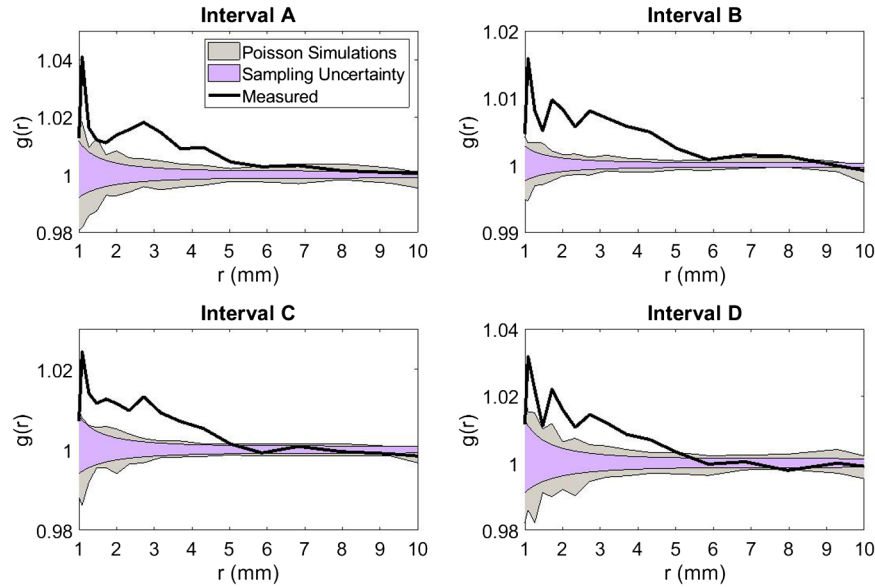 Interval A
1.04
1.02
1
0.98
g(r)
Poisson Simulations
Sampling Uncertainty
Measured
1 2 3 4 5 6 7 8 9 10
r (mm)
Interval B
1.02
1.01
1
0.99
g(r)
1 2 3 4 5 6 7 8 9 10
r (mm)
Interval C
1.02
1
0.98
g(r)
1 2 3 4 5 6 7 8 9 10
r (mm)
Interval D
1.04
1.02
1
0.98
g(r)
1 2 3 4 5 6 7 8 9 10
r (mm)